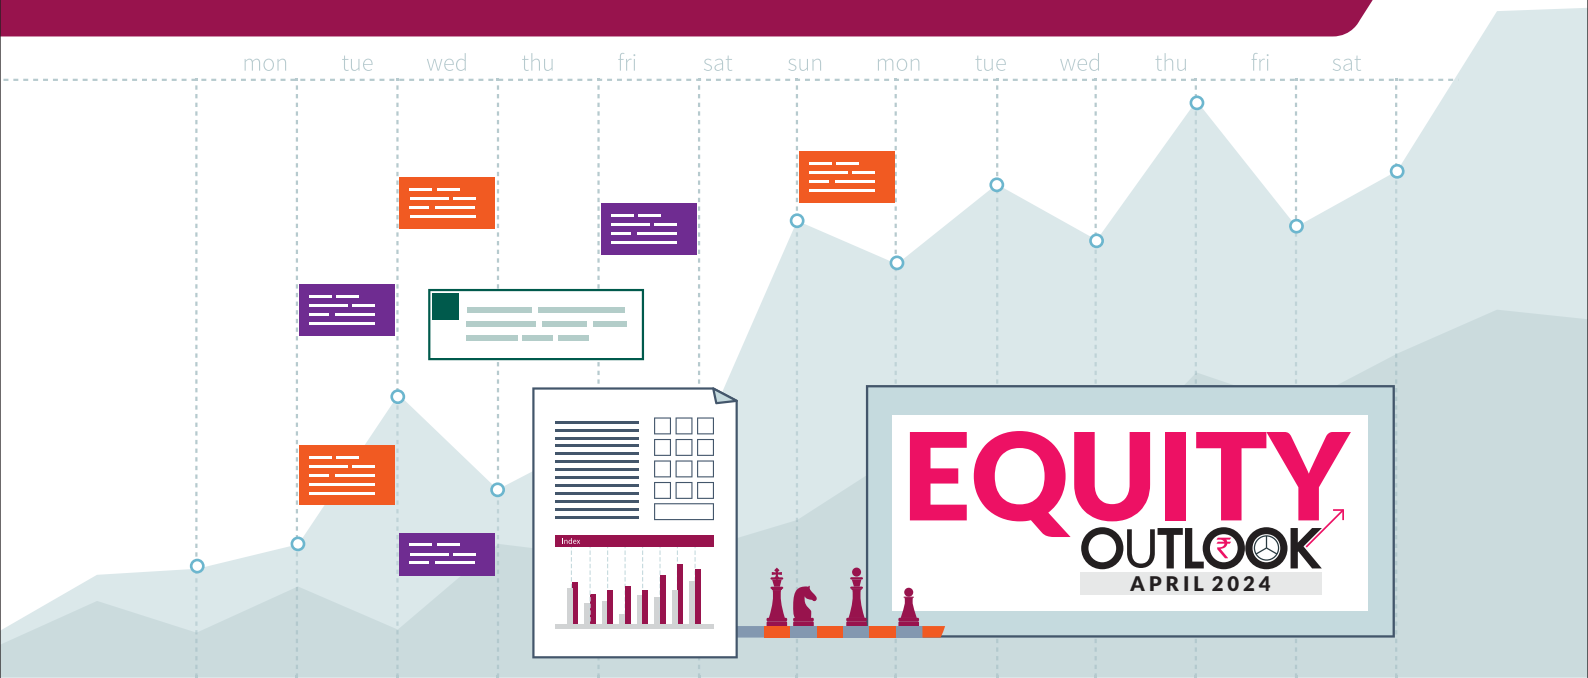 mon tue wed thu fri sat sun mon tue wed thu fri sat
Index
EQUITY
OUTLOOK
APRIL 2024